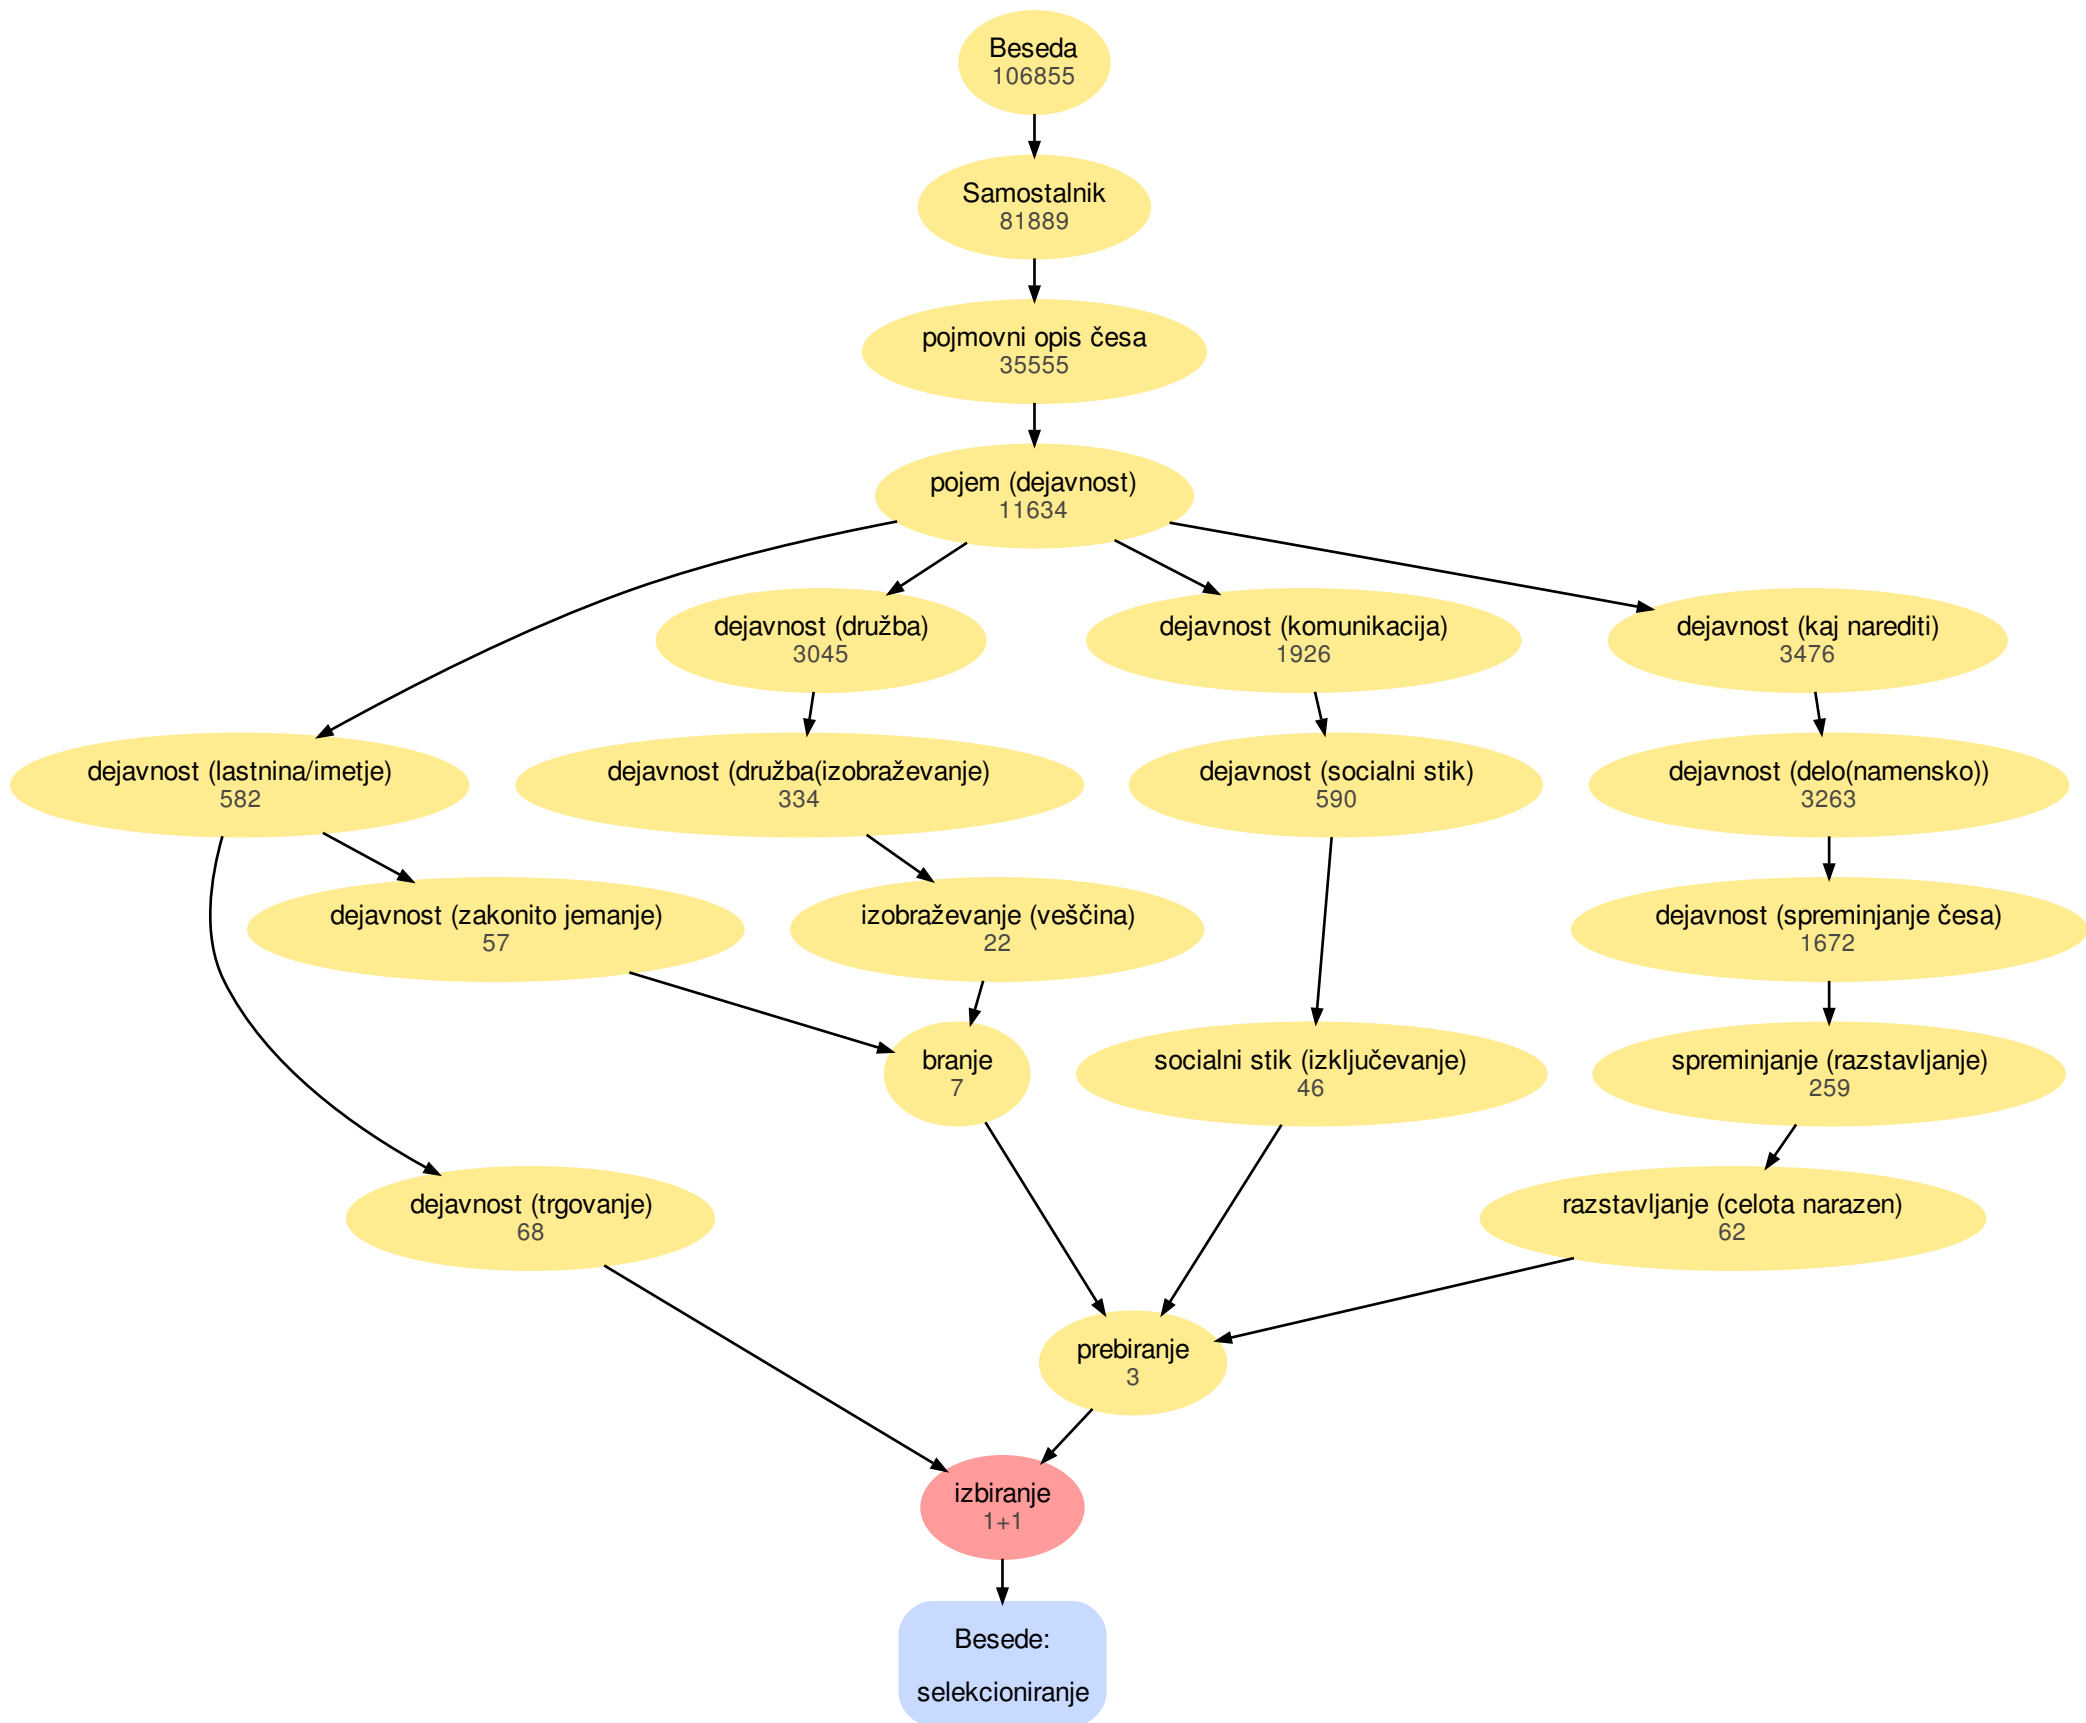 Beseda
106855
Samostalnik
81889
pojmovni opis česa
35555
pojem (dejavnost)
11634
dejavnost (družba)
3045
dejavnost (komunikacija)
1926
dejavnost (kaj narediti)
3476
dejavnost (lastnina/imetje)
582
dejavnost (družba(izobraževanje)
334
dejavnost (socialni stik)
590
dejavnost (delo(namensko))
3263
dejavnost (zakonito jemanje)
57
izobraževanje (veščina)
22
dejavnost (spreminjanje česa)
1672
branje
7
socialni stik (izključevanje)
46
spreminjanje (razstavljanje)
259
dejavnost (trgovanje)
68
razstavljanje (celota narazen)
62
prebiranje
3
izbiranje
1+1
Besede:
selekcioniranje